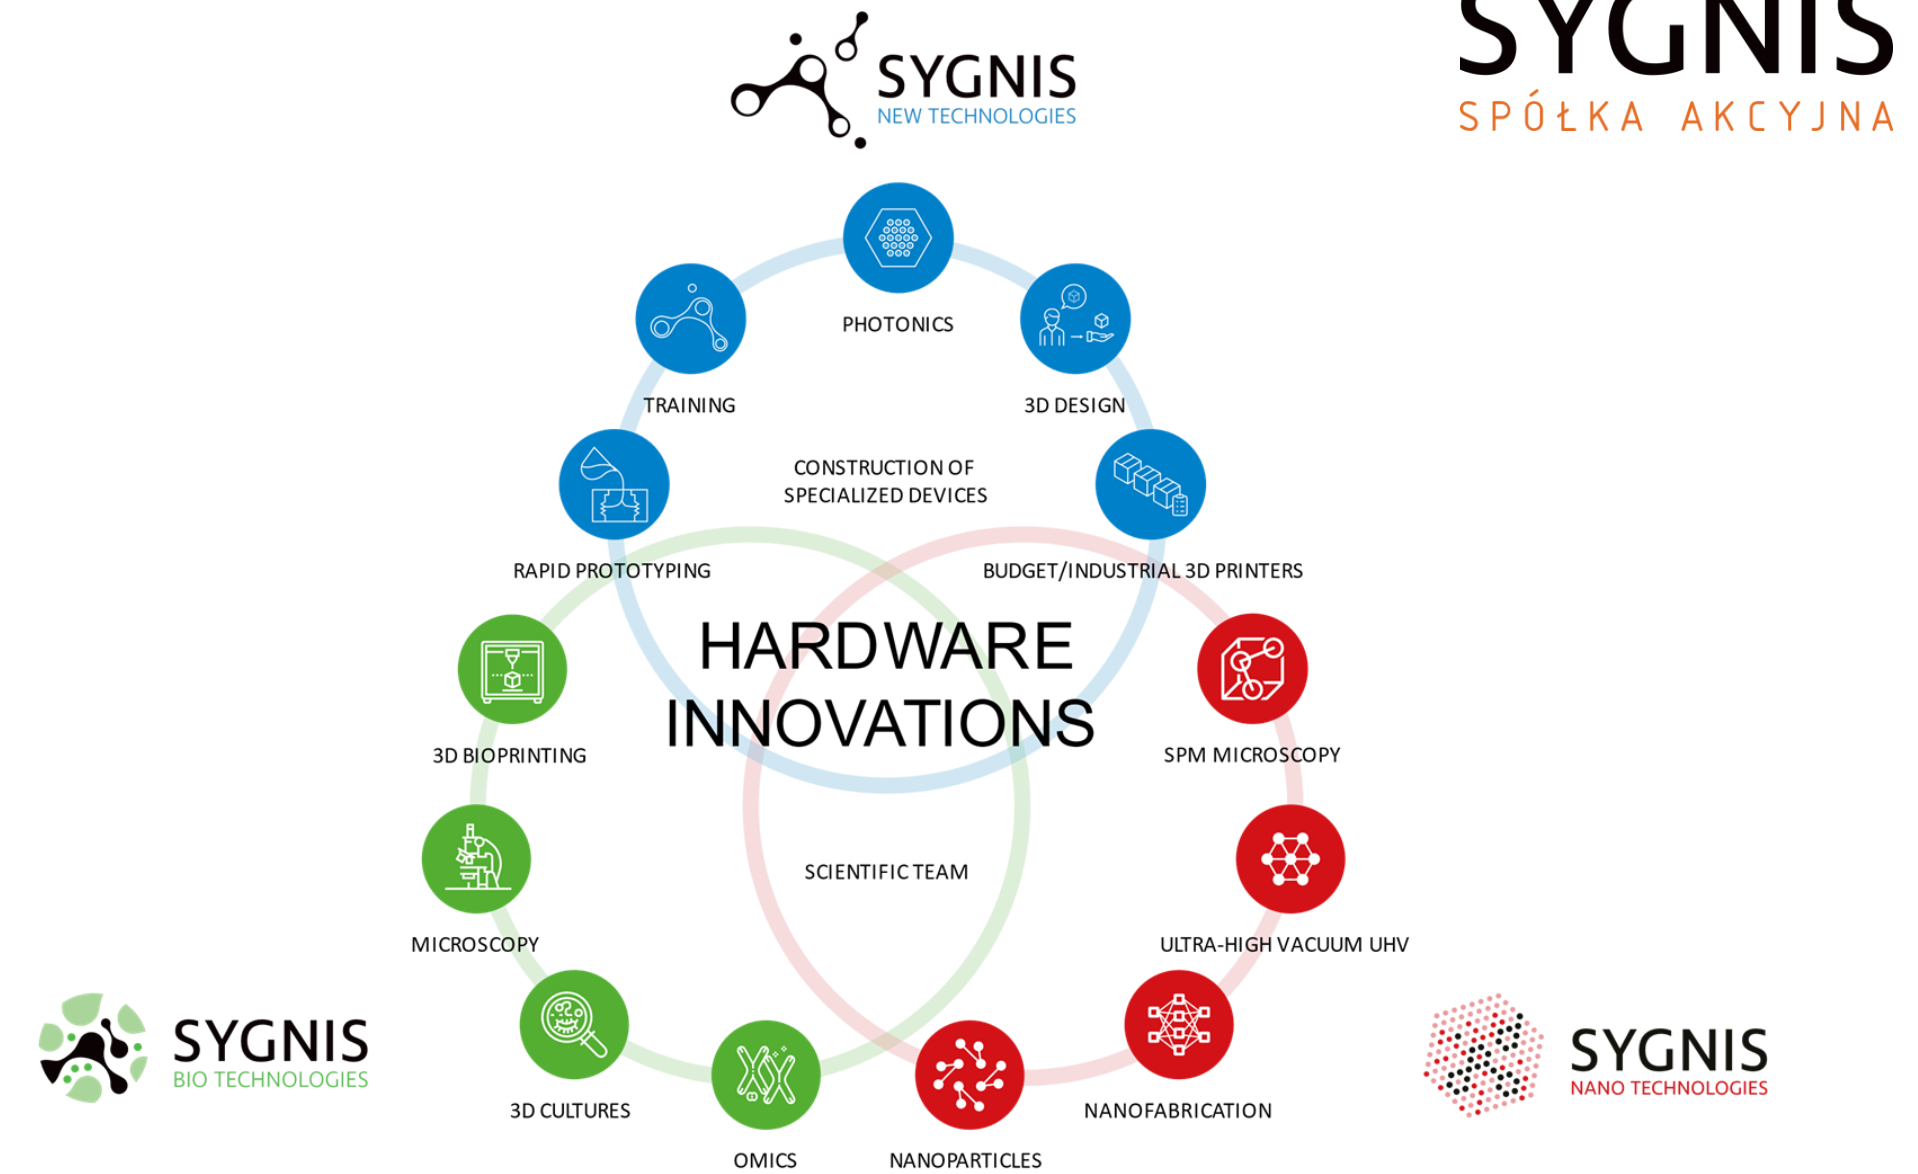 SYGNIS
NEW TECHNOLOGIES
SYGNIS
SPÓŁKA AKCYJNA
PHOTONICS
TRAINING
3D DESIGN
CONSTRUCTION OF
SPECIALIZED DEVICES
RAPID PROTOTYPING
BUDGET/INDUSTRIAL 3D PRINTERS
HARDWARE
INNOVATIONS
3D BIOPRINTING
SPM MICROSCOPY
SCIENTIFIC TEAM
MICROSCOPY
ULTRA-HIGH VACUUM UHV
SYGNIS
BIO TECHNOLOGIES
SYGNIS
NANO TECHNOLOGIES
3D CULTURES
NANOFABRICATION
OMICS
NANOPARTICLES